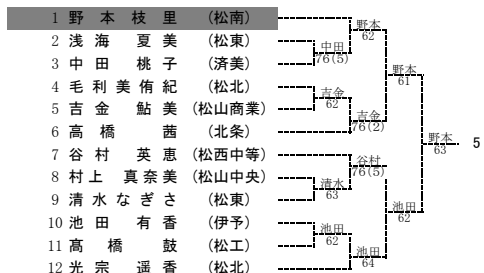 1 野本 枝里 (松南)
2 浅海 夏美 (松東)
3 中田 桃子 (済美)
4 毛利美侑紀 (松北)
5 吉金 鮎美 (松山商業)
6 高橋 茜 (北条)
7 谷村 英恵 (松西中等)
8 村上 真奈美 (松山中央)
9 清水なぎさ (松東)
10 池田 有香 (伊予)
11 髙橋 鼓 (松工)
12 光宗 遥香 (松北)
中田
76(5)
吉金
62
清水
63
池田
62
野本
62
吉金
76(2)
谷村
76(5)
池田
64
野本
61
池田
62
野本
63
5